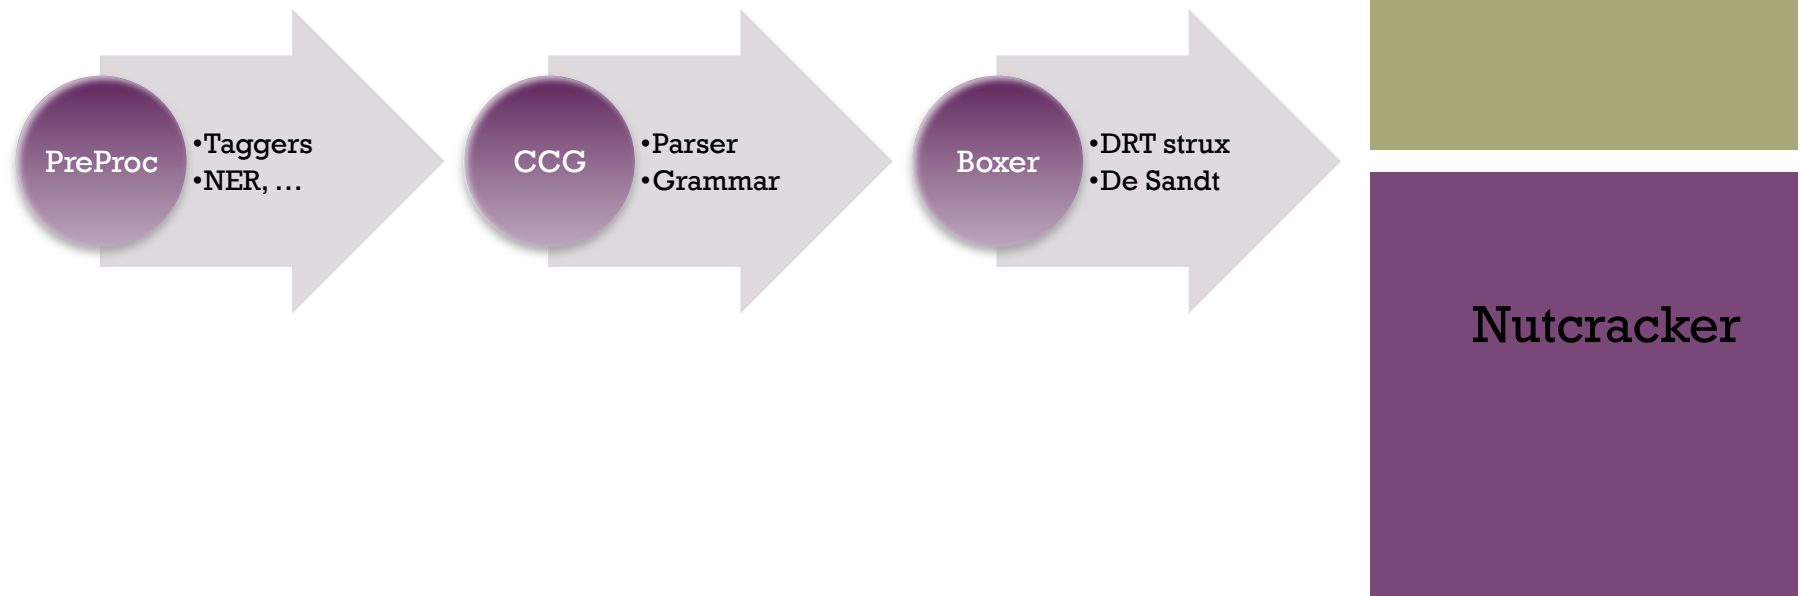 PreProc
•Taggers
•NER, …
CCG
•Parser
•Grammar
Boxer
•DRT strux
•De Sandt
Nutcracker